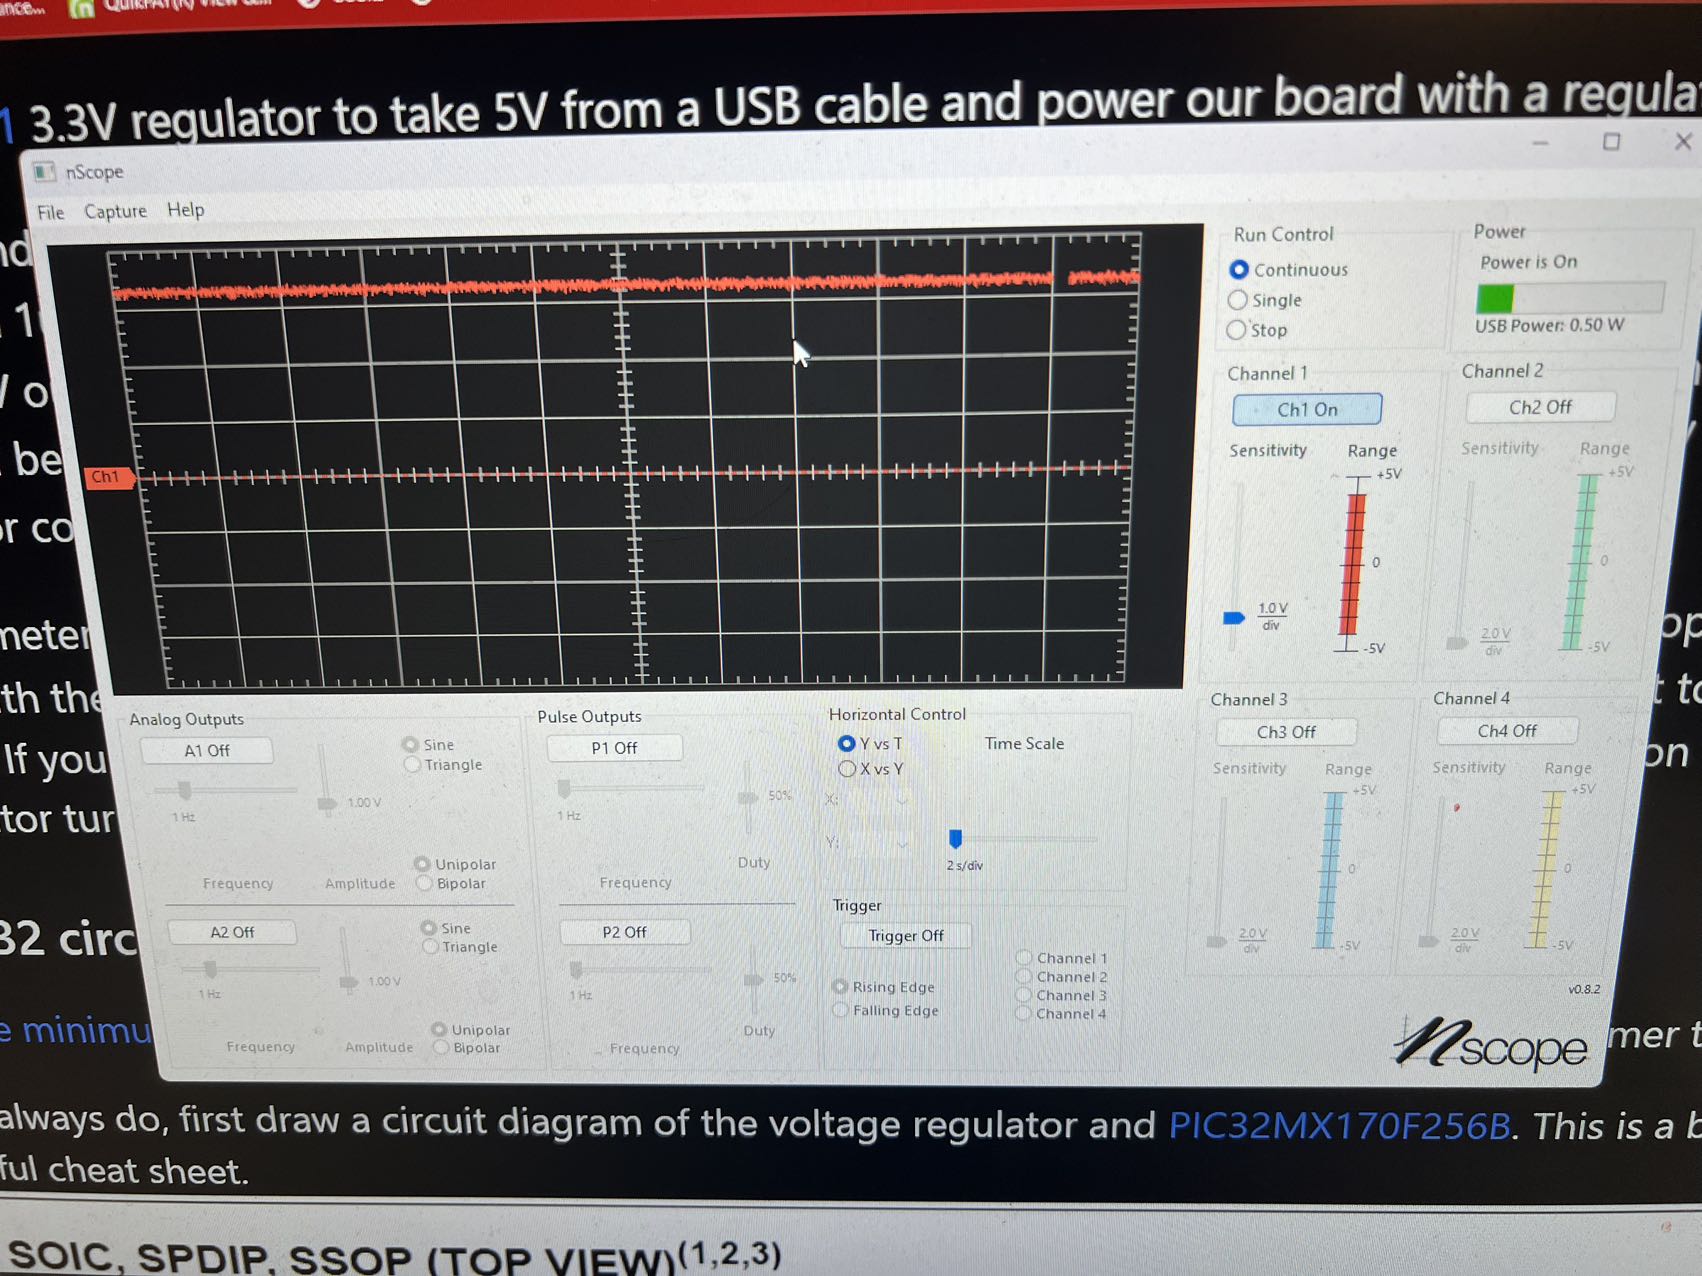 ance...
QuikPAY(R) View &...
1 3.3V regulator to take 5V from a USB cable and power our board with a regula
nScope
File Capture Help
Run Control
Continuous
Single
Stop
Power
Power is On
USB Power: 0.50 W
Channel 1
Ch1 On
Sensitivity Range
+5V
0
-5V
1.0 V
div
Channel 2
Ch2 Off
Sensitivity Range
+5V
0
-5V
2.0 V
div
Ch1
be
or co
meter
th the
If you
tor tur
32 circ
e minimu
Analog Outputs
A1 Off
Sine
Triangle
1 Hz
1.00 V
Unipolar
Bipolar
Frequency Amplitude
A2 Off
Sine
Triangle
1 Hz
1.00 V
Unipolar
Bipolar
Frequency Amplitude
Pulse Outputs
P1 Off
1 Hz
50%
Duty
Frequency
P2 Off
1 Hz
50%
Duty
Frequency
Horizontal Control
Y vs T
X vs Y
X:
Y:
Time Scale
2 s/div
Trigger
Trigger Off
Rising Edge
Falling Edge
Channel 1
Channel 2
Channel 3
Channel 4
Channel 3
Ch3 Off
Sensitivity Range
+5V
0
-5V
2.0 V
div
Channel 4
Ch4 Off
Sensitivity Range
+5V
0
-5V
2.0 V
div
v0.8.2
nscope
op
t to
on
mer t
always do, first draw a circuit diagram of the voltage regulator and PIC32MX170F256B. This is a b
ful cheat sheet.
SOIC, SPDIP, SSOP (TOP VIEW)(1,2,3)